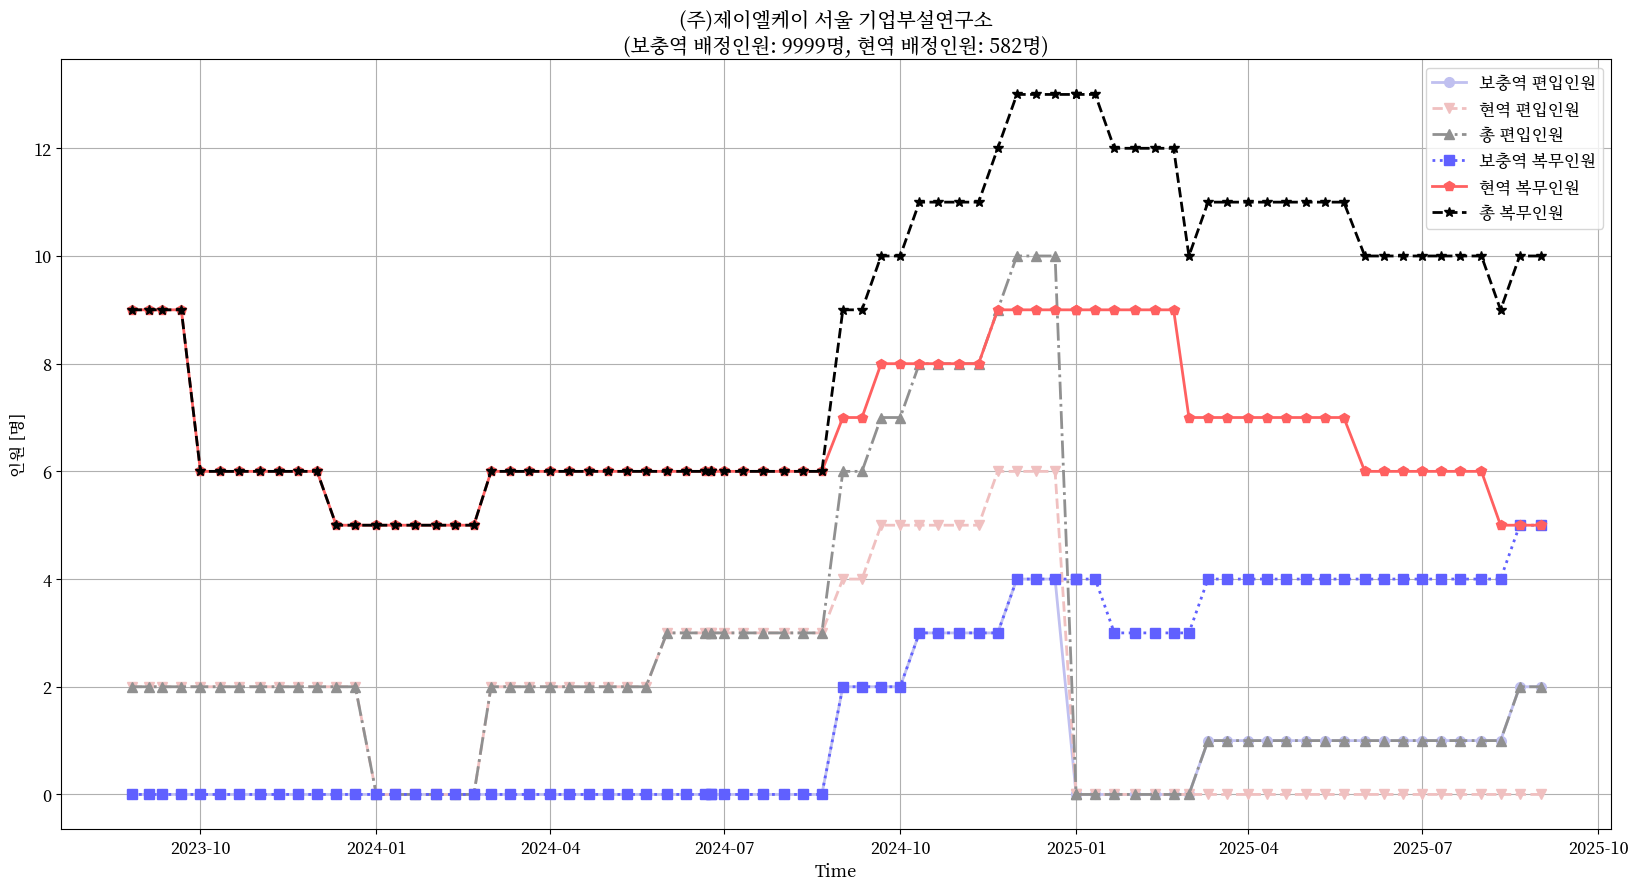 (주)제이엘케이 서울 기업부설연구소
(보충역 배정인원: 9999명, 현역 배정인원: 582명)
보충역 편입인원
현역 편입인원
총 편입인원
보충역 복무인원
현역 복무인원
총 복무인원
인원 [명]
12
10
8
6
4
2
0
2023-10
2024-01
2024-04
2024-07
2024-10
2025-01
2025-04
2025-07
2025-10
Time